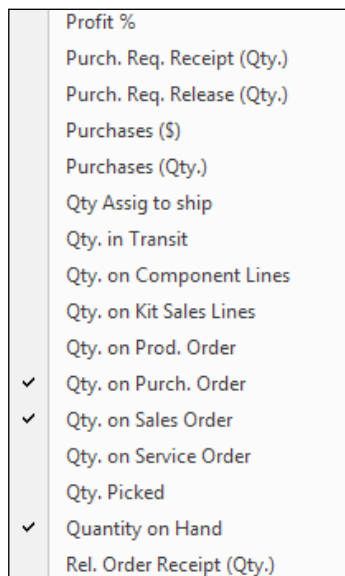 Profit %
Purch. Req. Receipt (Qty.)
Purch. Req. Release (Qty.)
Purchases ($)
Purchases (Qty.)
Qty Assig to ship
Qty. in Transit
Qty. on Component Lines
Qty. on Kit Sales Lines
Qty. on Prod. Order
Qty. on Purch. Order
Qty. on Sales Order
Qty. on Service Order
Qty. Picked
Quantity on Hand
Rel. Order Receipt (Qty.)